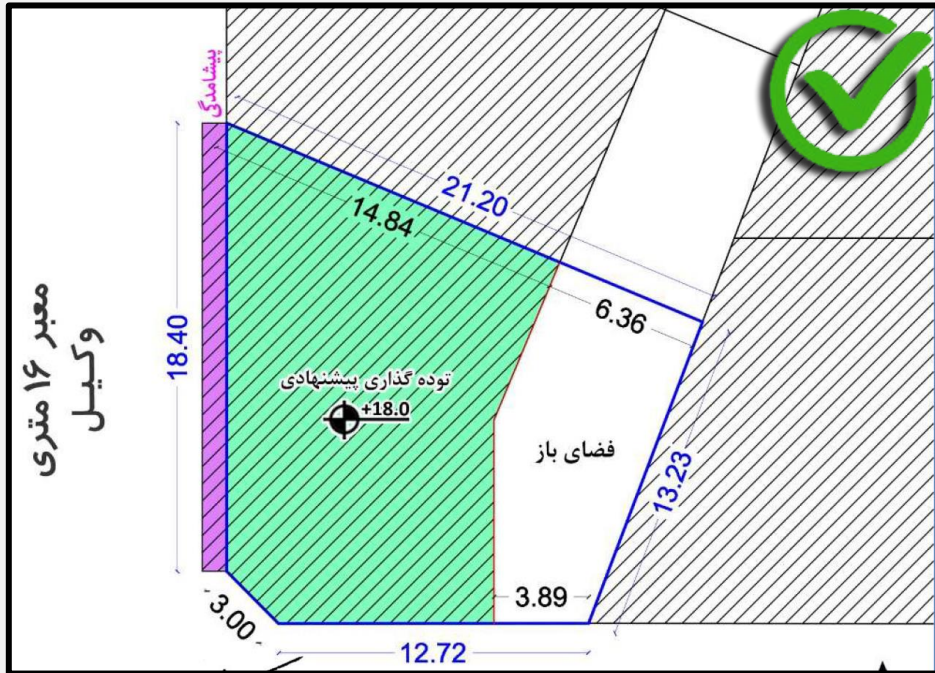 پیشامدگی
21.20
14.84
6.36
18.40
معبر ۱۶ متری
وکیل
توده گذاری پیشنهادی
+18.0
فضای باز
13.23
3.89
3.00
12.72